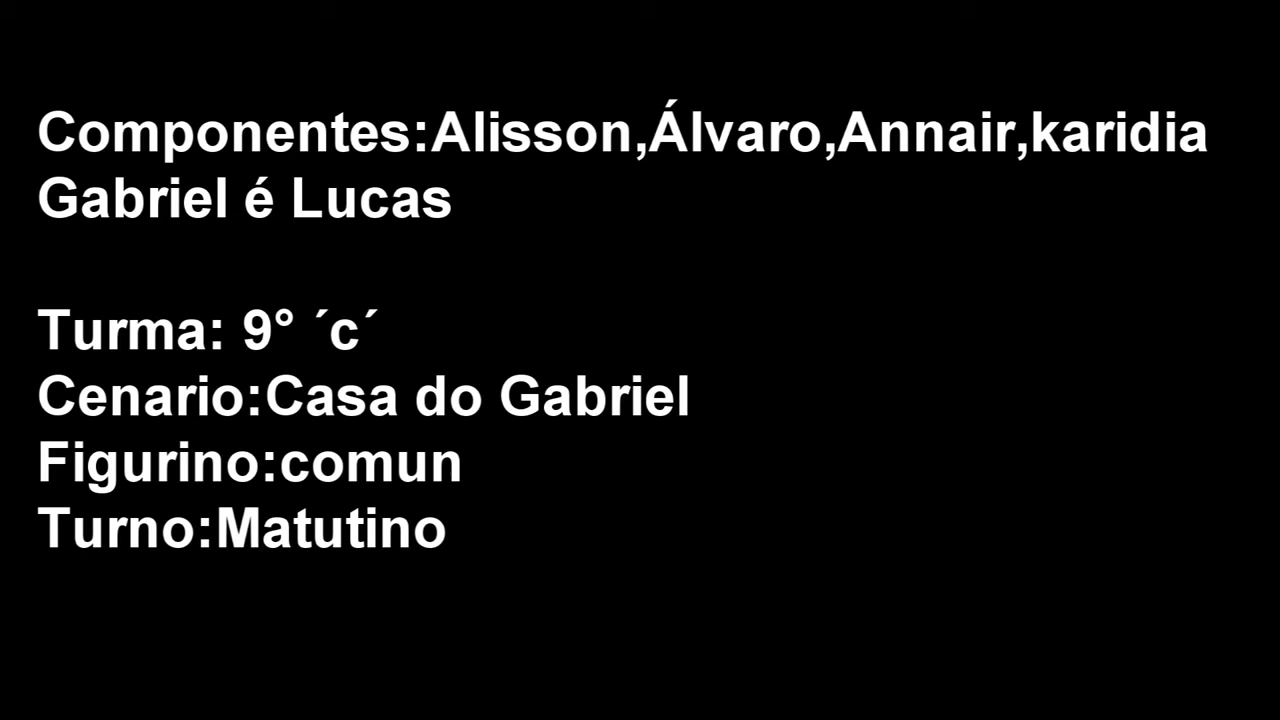 Componentes:Alisson,Álvaro,Annair,karidia
Gabriel é Lucas
Turma: 9° ´c´
Cenario:Casa do Gabriel
Figurino:comun
Turno:Matutino